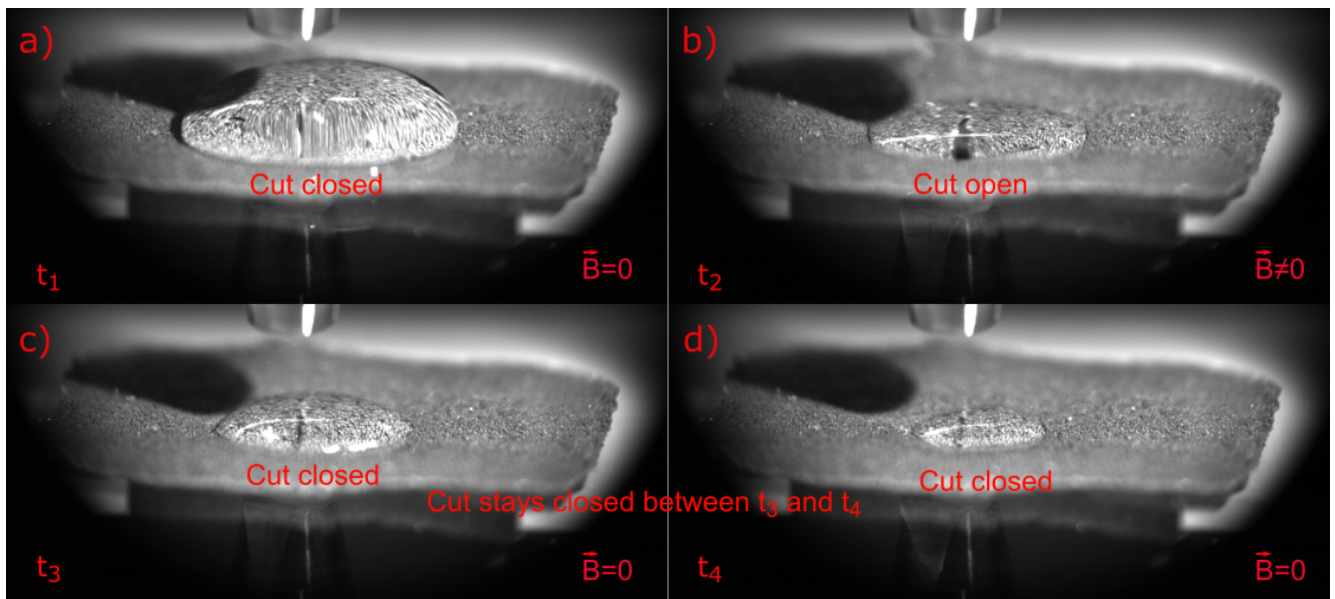 a)
Cut closed
t₁
B⃗=0
b)
Cut open
t₂
B⃗≠0
c)
Cut closed
t₃
B⃗=0
d)
Cut closed
t₄
B⃗=0
Cut stays closed between t₃ and t₄